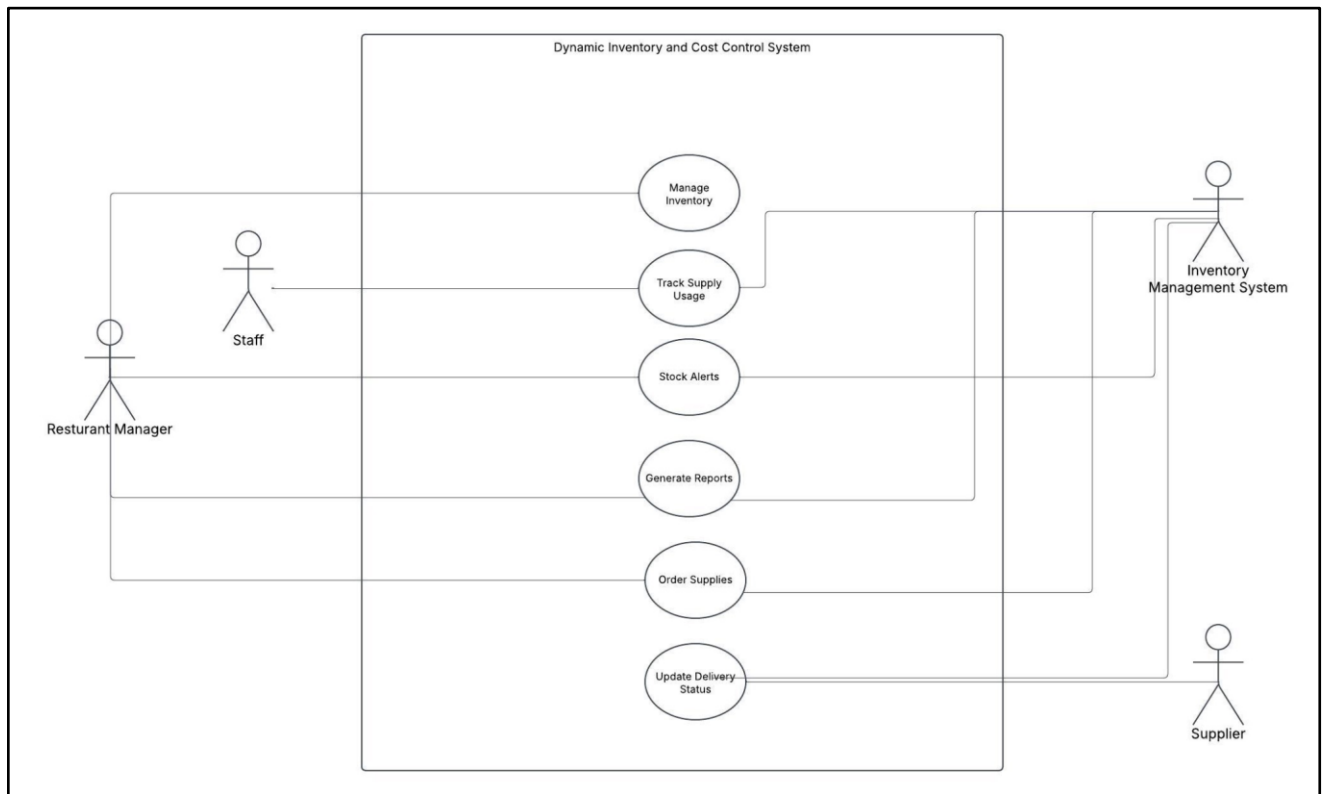 Dynamic Inventory and Cost Control System
Manage
Inventory
Track Supply
Usage
Staff
Inventory
Management System
Stock Alerts
Resturant Manager
Generate Reports
Order Supplies
Update Delivery
Status
Supplier